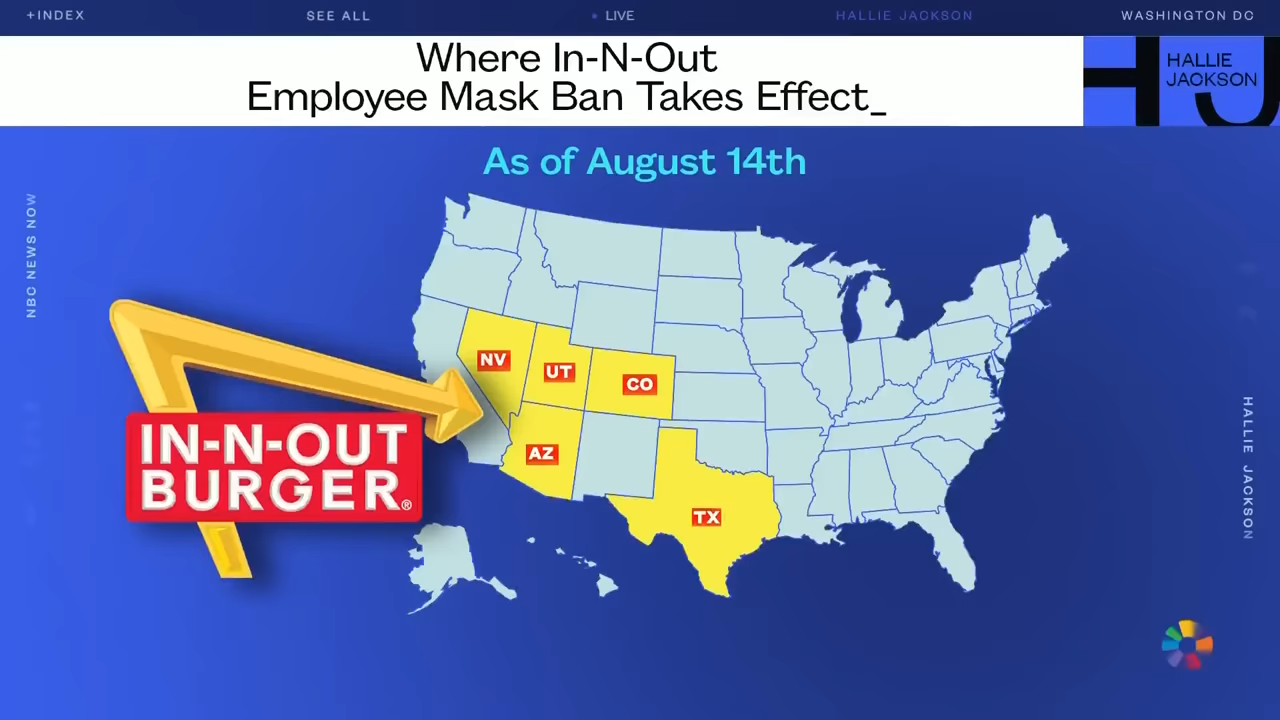 +INDEX
SEE ALL
LIVE
HALLIE JACKSON
WASHINGTON DC
Where In-N-Out
Employee Mask Ban Takes Effect_
HALLIE
JACKSON
HJ
As of August 14th
NBC NEWS NOW
NV
UT
CO
AZ
TX
IN-N-OUT
BURGER®
HALLIE JACKSON